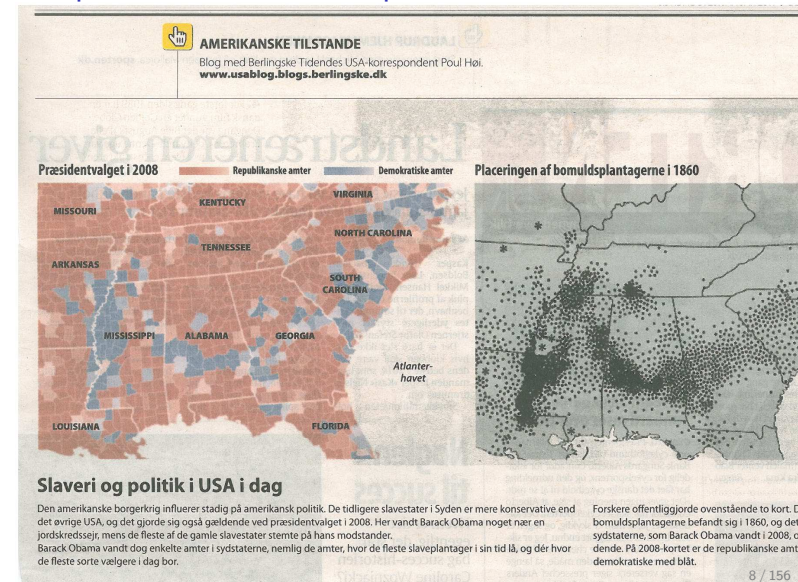 AMERIKANSKE TILSTANDE
Blog med Berlingske Tidendes USA-korrespondent Poul Høi.
www.usablog.blogs.berlingske.dk
Præsidentvalget i 2008
Republikanske amter
Demokratiske amter
Placeringen af bomuldsplantagerne i 1860
MISSOURI
KENTUCKY
VIRGINIA
NORTH CAROLINA
TENNESSEE
ARKANSAS
SOUTH
CAROLINA
MISSISSIPPI
ALABAMA
GEORGIA
Atlanter-
havet
LOUISIANA
FLORIDA
Slaveri og politik i USA i dag
Den amerikanske borgerkrig influerer stadig på amerikansk politik. De tidligere slavestater i Syden er mere konservative end
det øvrige USA, og det gjorde sig også gældende ved præsidentvalget i 2008. Her vandt Barack Obama noget nær en
jordskredssejr, mens de fleste af de gamle slavestater stemte på hans modstander.
Barack Obama vandt dog enkelte amter i sydstaterne, nemlig de amter, hvor de fleste slaveplantager i sin tid lå, og dér hvor
de fleste sorte vælgere i dag bor.
Forskere offentliggjorde ovenstående to kort. D
bomuldsplantagerne befandt sig i 1860, og det
sydstaterne, som Barack Obama vandt i 2008, o
dende. På 2008-kortet er de republikanske amt
demokratiske med blåt.
8 / 156